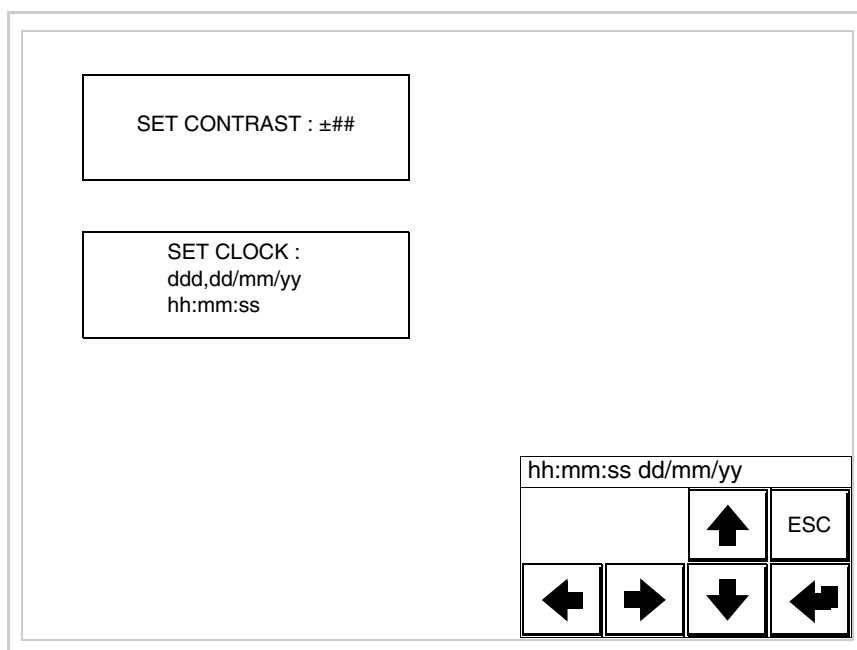 SET CONTRAST : ±##
SET CLOCK :
ddd,dd/mm/yy
hh:mm:ss
hh:mm:ss dd/mm/yy
ESC